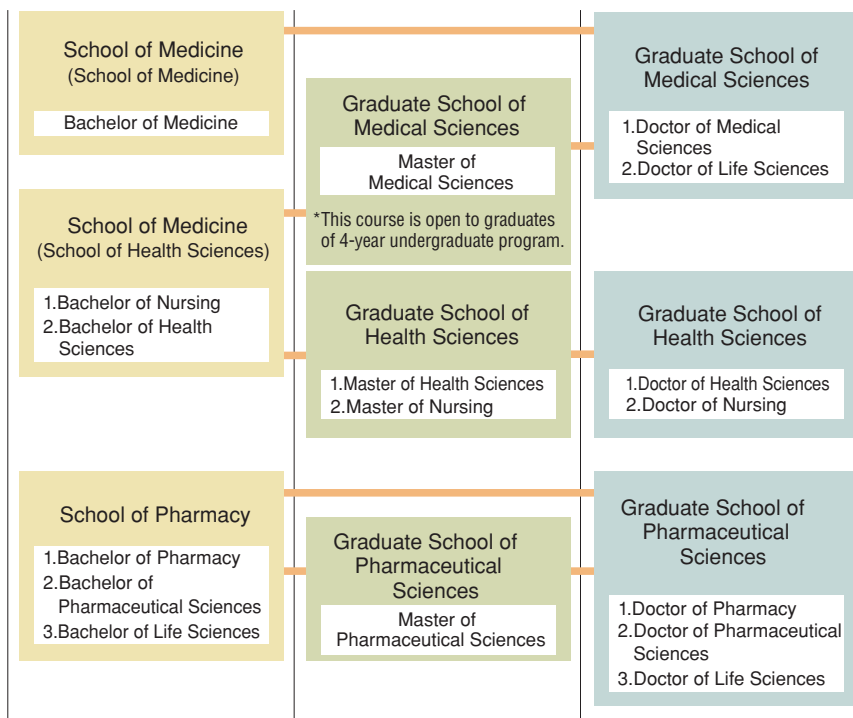 School of Medicine
(School of Medicine)
Bachelor of Medicine
School of Medicine
(School of Health Sciences)
1.Bachelor of Nursing
2.Bachelor of Health
Sciences
School of Pharmacy
1.Bachelor of Pharmacy
2.Bachelor of
Pharmaceutical Sciences
3.Bachelor of Life Sciences
Graduate School of
Medical Sciences
Master of
Medical Sciences
*This course is open to graduates
of 4-year undergraduate program.
Graduate School of
Health Sciences
1.Master of Health Sciences
2.Master of Nursing
Graduate School of
Pharmaceutical
Sciences
Master of
Pharmaceutical Sciences
Graduate School of
Medical Sciences
1.Doctor of Medical
Sciences
2.Doctor of Life Sciences
Graduate School of
Health Sciences
1.Doctor of Health Sciences
2.Doctor of Nursing
Graduate School of
Pharmaceutical
Sciences
1.Doctor of Pharmacy
2.Doctor of Pharmaceutical
Sciences
3.Doctor of Life Sciences